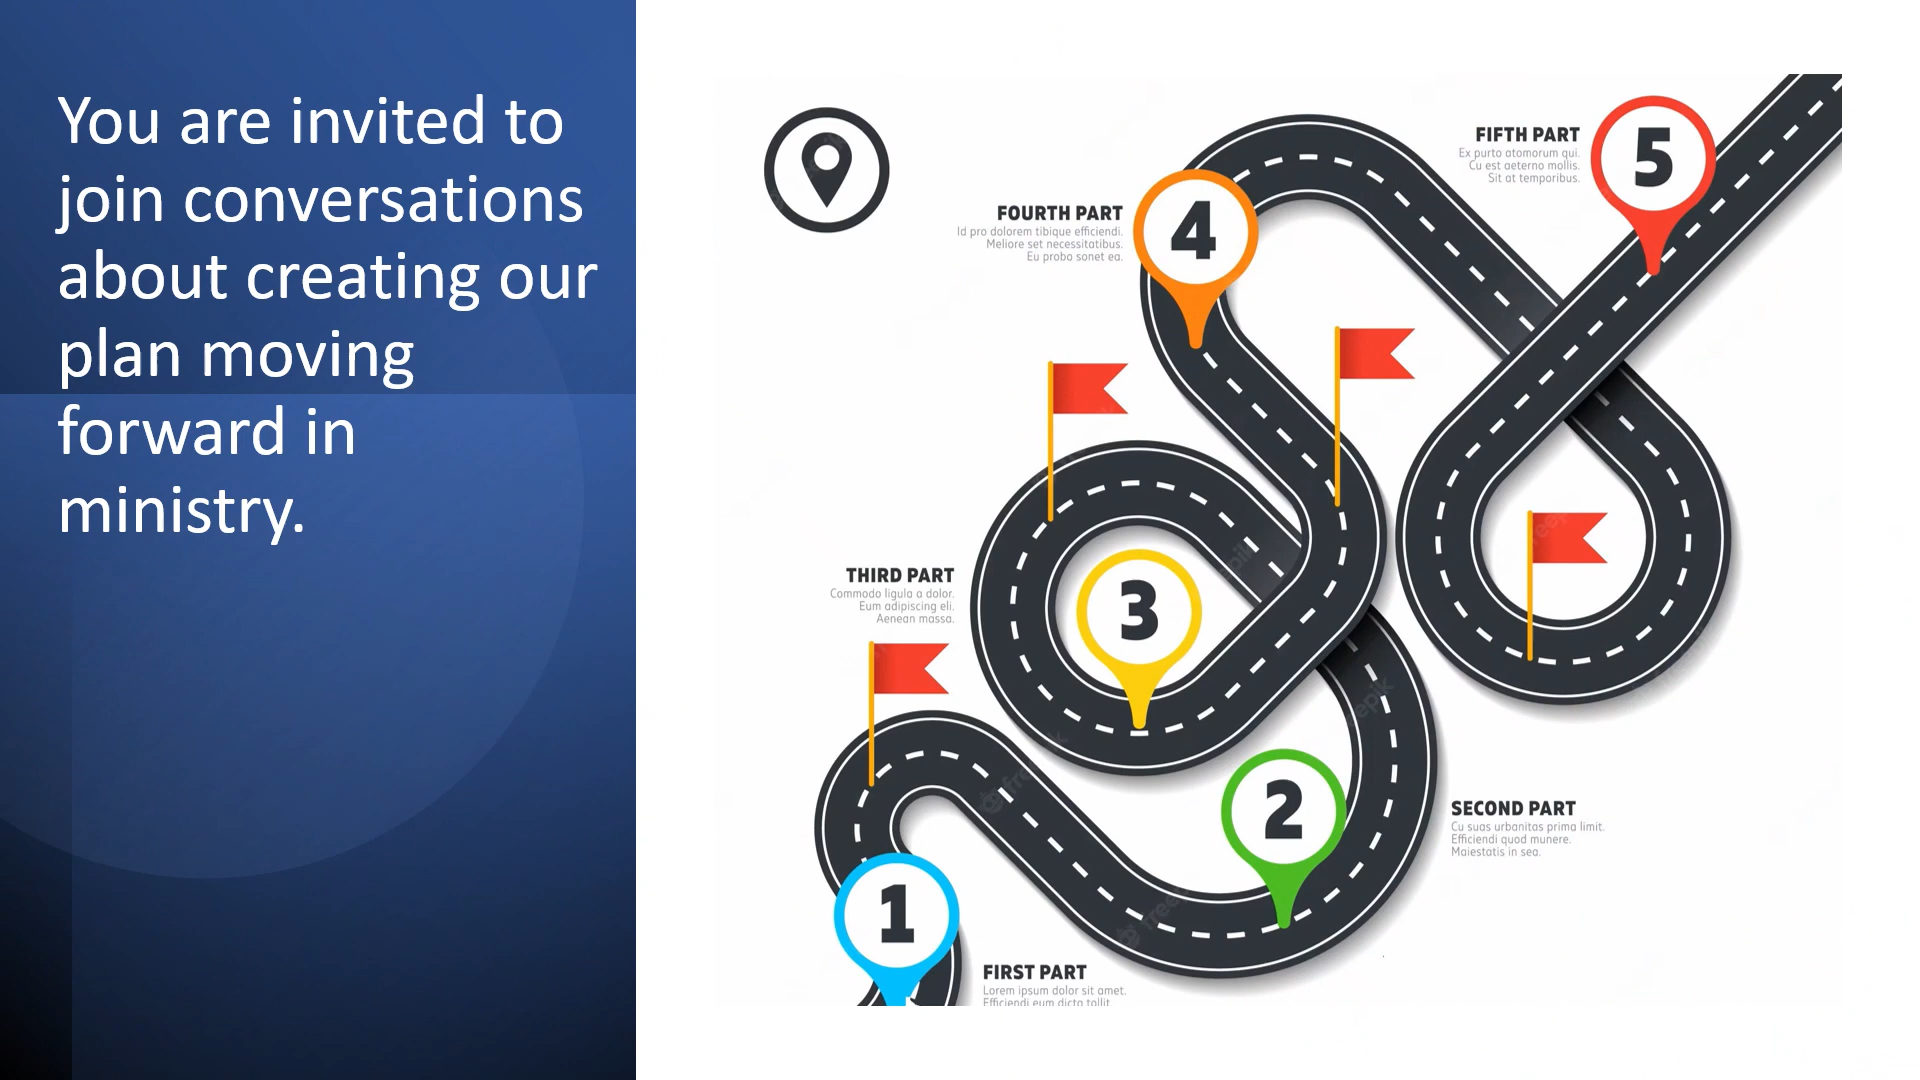 You are invited to
join conversations
about creating our
plan moving
forward in
ministry.
FIFTH PART
Ex purto atomorum qui.
Cu est aeterno mollis.
Sit at temporibus.
5
FOURTH PART
Id pro dolorem tibique efficiendi.
Meliore set necessitatibus.
Eu probo sonet ea.
4
THIRD PART
Commodo ligula a dolor.
Eum adipiscing eli.
Aenean massa.
3
2
SECOND PART
Cu suas urbanitas prima limit.
Efficiendi quod munere.
Maiestatis in sea.
1
FIRST PART
Lorem ipsum dolor sit amet.
Efficiendi eum dicta tollit